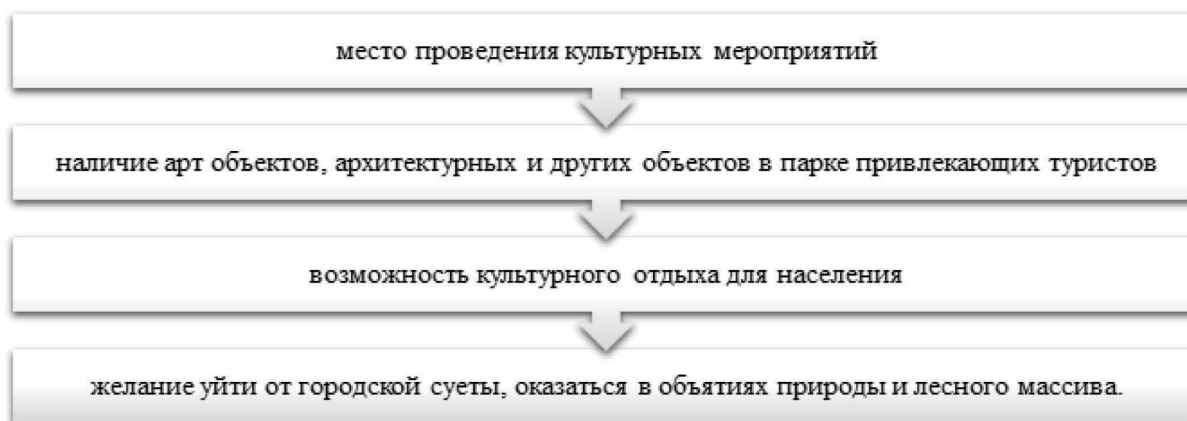 место проведения культурных мероприятий
наличие арт объектов, архитектурных и других объектов в парке привлекающих туристов
возможность культурного отдыха для населения
желание уйти от городской суеты, оказаться в объятиях природы и лесного массива.